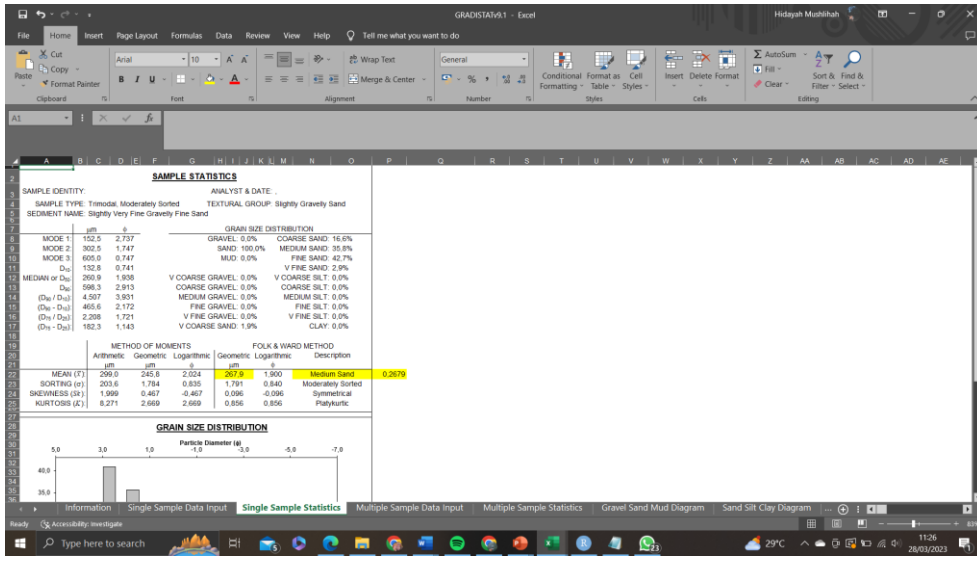 GRADISTATv9.1 - Excel
Hidayah Mushlihah
File Home Insert Page Layout Formulas Data Review View Help Tell me what you want to do
Paste Cut Copy Format Painter
Arial 10
B I U
Wrap Text
Merge & Center
General
Conditional Formatting Format as Table Cell Styles
Insert Delete Format
AutoSum Fill Clear
Sort & Filter Find & Select
Clipboard Font Alignment Number Styles Cells Editing
A1 fx
A B C D E F G H I J K L M N O P Q R S T U V W X Y Z AA AB AC AD AE
SAMPLE STATISTICS
SAMPLE IDENTITY: ANALYST & DATE: ,
SAMPLE TYPE: Trimodal, Moderately Sorted TEXTURAL GROUP: Slightly Gravelly Sand
SEDIMENT NAME: Slightly Very Fine Gravelly Fine Sand
µm ϕ GRAIN SIZE DISTRIBUTION
MODE 1: 152,5 2,737 GRAVEL: 0,0% COARSE SAND: 16,6%
MODE 2: 302,5 1,747 SAND: 100,0% MEDIUM SAND: 35,8%
MODE 3: 605,0 0,747 MUD: 0,0% FINE SAND: 42,7%
D10: 132,8 0,741 V FINE SAND: 2,9%
MEDIAN or D50: 260,9 1,938 V COARSE GRAVEL: 0,0% V COARSE SILT: 0,0%
D90: 598,3 2,913 COARSE GRAVEL: 0,0% COARSE SILT: 0,0%
(D90 / D10): 4,507 3,931 MEDIUM GRAVEL: 0,0% MEDIUM SILT: 0,0%
(D90 - D10): 465,6 2,172 FINE GRAVEL: 0,0% FINE SILT: 0,0%
(D75 / D25): 2,208 1,721 V FINE GRAVEL: 0,0% V FINE SILT: 0,0%
(D75 - D25): 182,3 1,143 V COARSE SAND: 1,9% CLAY: 0,0%
METHOD OF MOMENTS FOLK & WARD METHOD
Arithmetic Geometric Logarithmic Geometric Logarithmic Description
µm µm ϕ µm ϕ
MEAN (x̄): 299,0 245,8 2,024 267,9 1,900 Medium Sand 0,2679
SORTING (σ): 203,6 1,784 0,835 1,791 0,840 Moderately Sorted
SKEWNESS (Sk): 1,999 0,467 -0,467 0,096 -0,096 Symmetrical
KURTOSIS (K): 8,271 2,669 2,669 0,856 0,856 Platykurtic
GRAIN SIZE DISTRIBUTION
Particle Diameter (ϕ)
5,0 3,0 1,0 -1,0 -3,0 -5,0 -7,0
40,0
35,0
Information Single Sample Data Input Single Sample Statistics Multiple Sample Data Input Multiple Sample Statistics Gravel Sand Mud Diagram Sand Silt Clay Diagram ...
Ready Accessibility: Investigate
Type here to search
29°C
11:26
28/03/2023